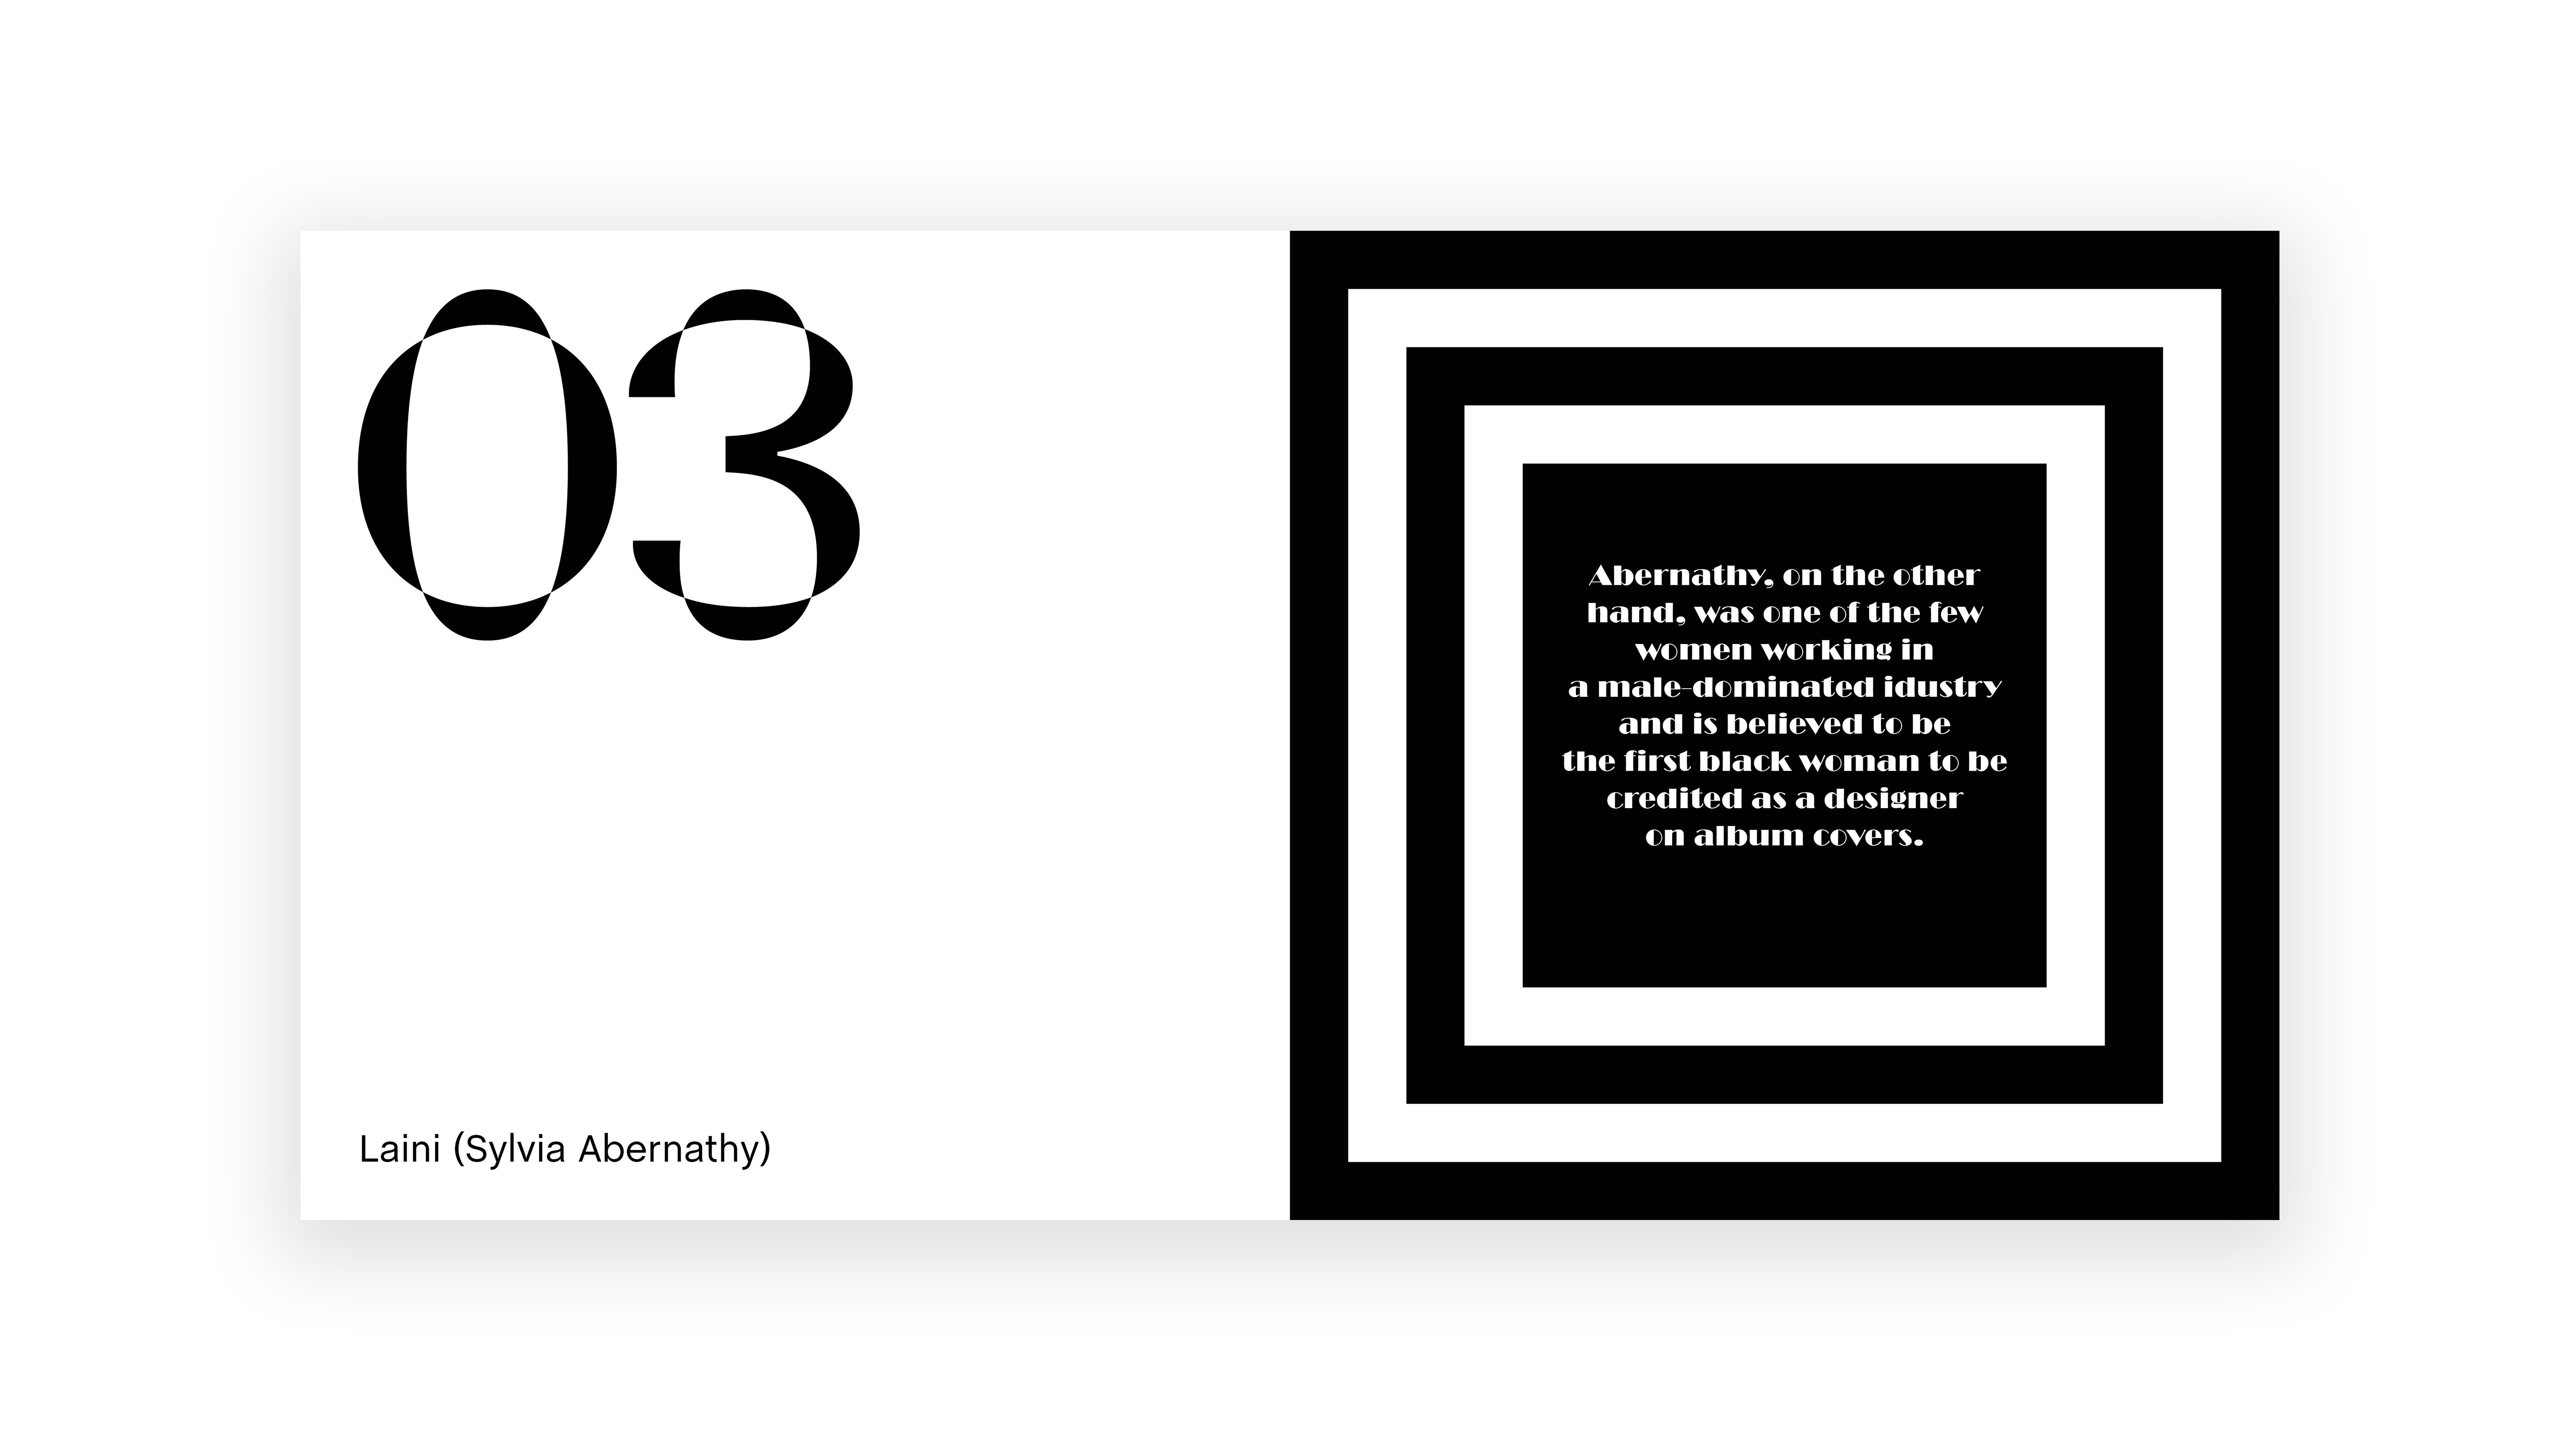 03
Laini (Sylvia Abernathy)
Abernathy, on the other
hand, was one of the few
women working in
a male-dominated idustry
and is believed to be
the first black woman to be
credited as a designer
on album covers.